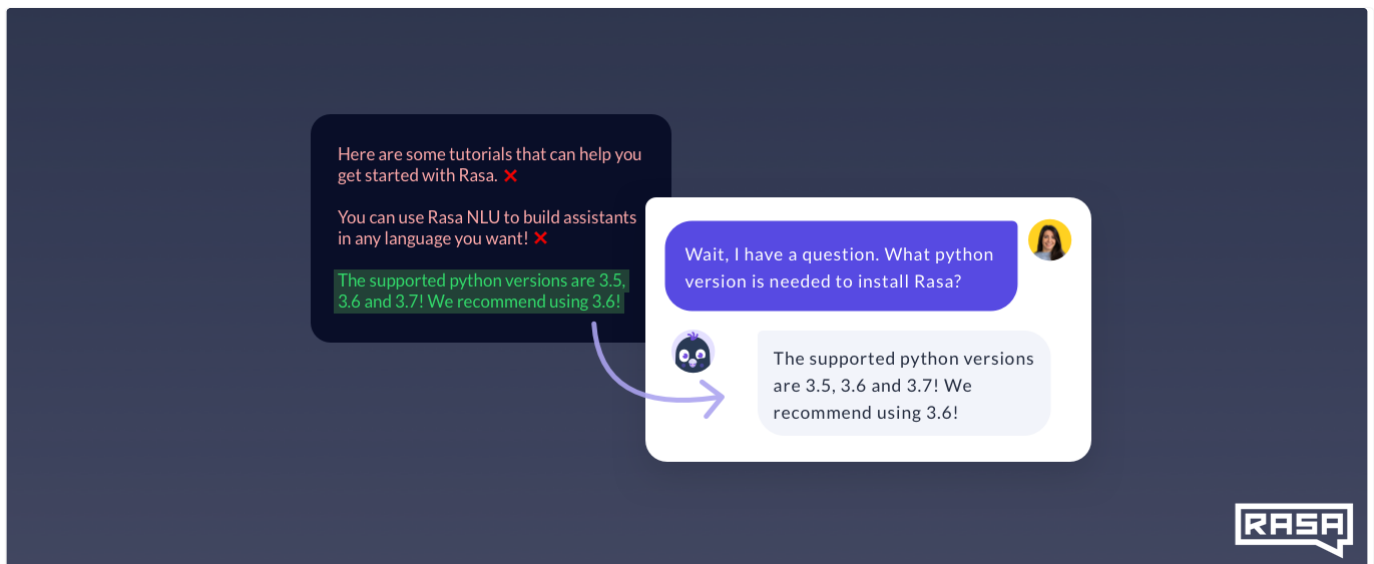 Here are some tutorials that can help you
get started with Rasa. ❌
You can use Rasa NLU to build assistants
in any language you want! ❌
The supported python versions are 3.5,
3.6 and 3.7! We recommend using 3.6!
Wait, I have a question. What python
version is needed to install Rasa?
The supported python versions
are 3.5, 3.6 and 3.7! We
recommend using 3.6!
RASA